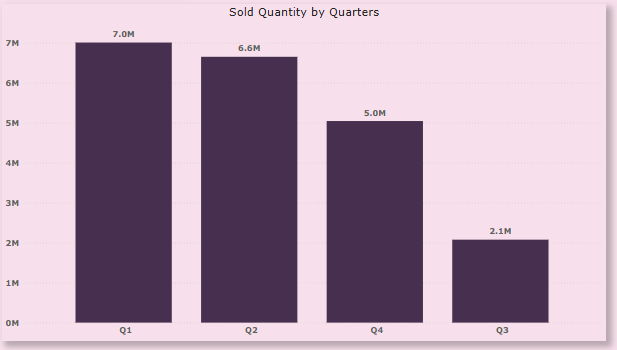 Sold Quantity by Quarters
7M
6M
5M
4M
3M
2M
1M
0M
7.0M
6.6M
5.0M
2.1M
Q1 Q2 Q4 Q3